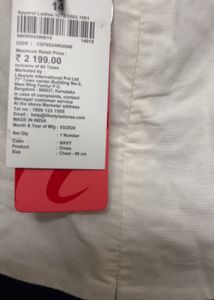 Apparel Ladies-
CODE :
Maximum Retail Price :
₹ 2 199.00
Inclusive of All Taxes
Marketed by :
Lifestyle International Pvt Ltd
77° Town center, Building No-3,
West Wing Yamlur P.O
Bangalore - 560037, Karnataka
In case of complaints, contact
Manager customer service
At the above Marketer address
Tel no : 1800 123 1555
Email : help@lifestylestores.com
MADE IN INDIA
Month & Year of Mfg : 03/2024
Net Qty : 1 Number
Color : NAVY
Product : Dress
Size : Chest - 96 cm